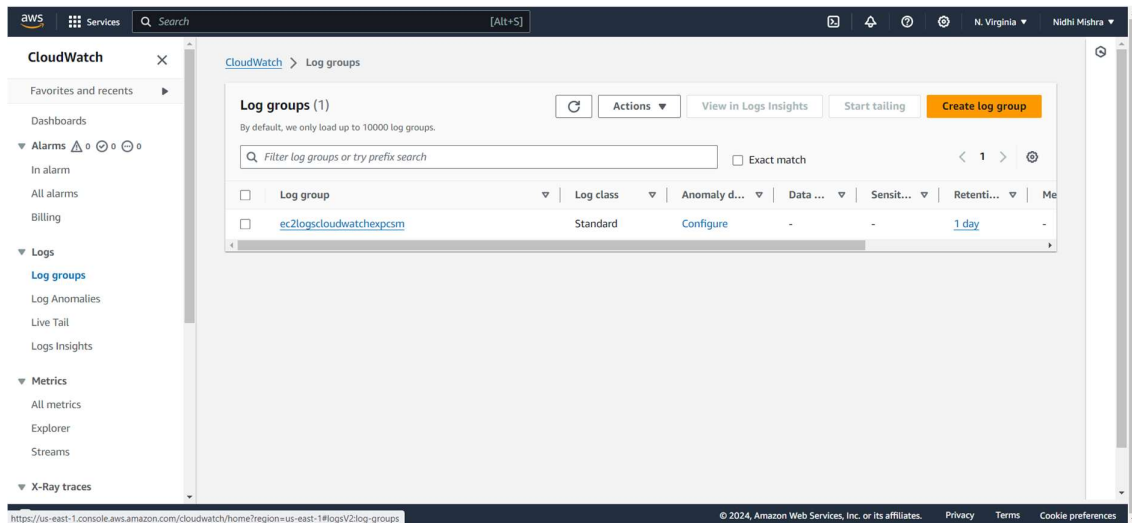 aws Services Search [Alt+S] N. Virginia ▼ Nidhi Mishra ▼
CloudWatch
Favorites and recents
Dashboards
Alarms 0 0 0
In alarm
All alarms
Billing
Logs
Log groups
Log Anomalies
Live Tail
Logs Insights
Metrics
All metrics
Explorer
Streams
X-Ray traces
CloudWatch > Log groups
Log groups (1)
By default, we only load up to 10000 log groups.
Actions ▼ View in Logs Insights Start tailing Create log group
Filter log groups or try prefix search Exact match < 1 >
Log group Log class Anomaly d... Data ... Sensit... Retenti... Me
ec2logscloudwatchexpcsm Standard Configure - - 1 day -
https://us-east-1.console.aws.amazon.com/cloudwatch/home?region=us-east-1#logsV2:log-groups © 2024, Amazon Web Services, Inc. or its affiliates. Privacy Terms Cookie preferences